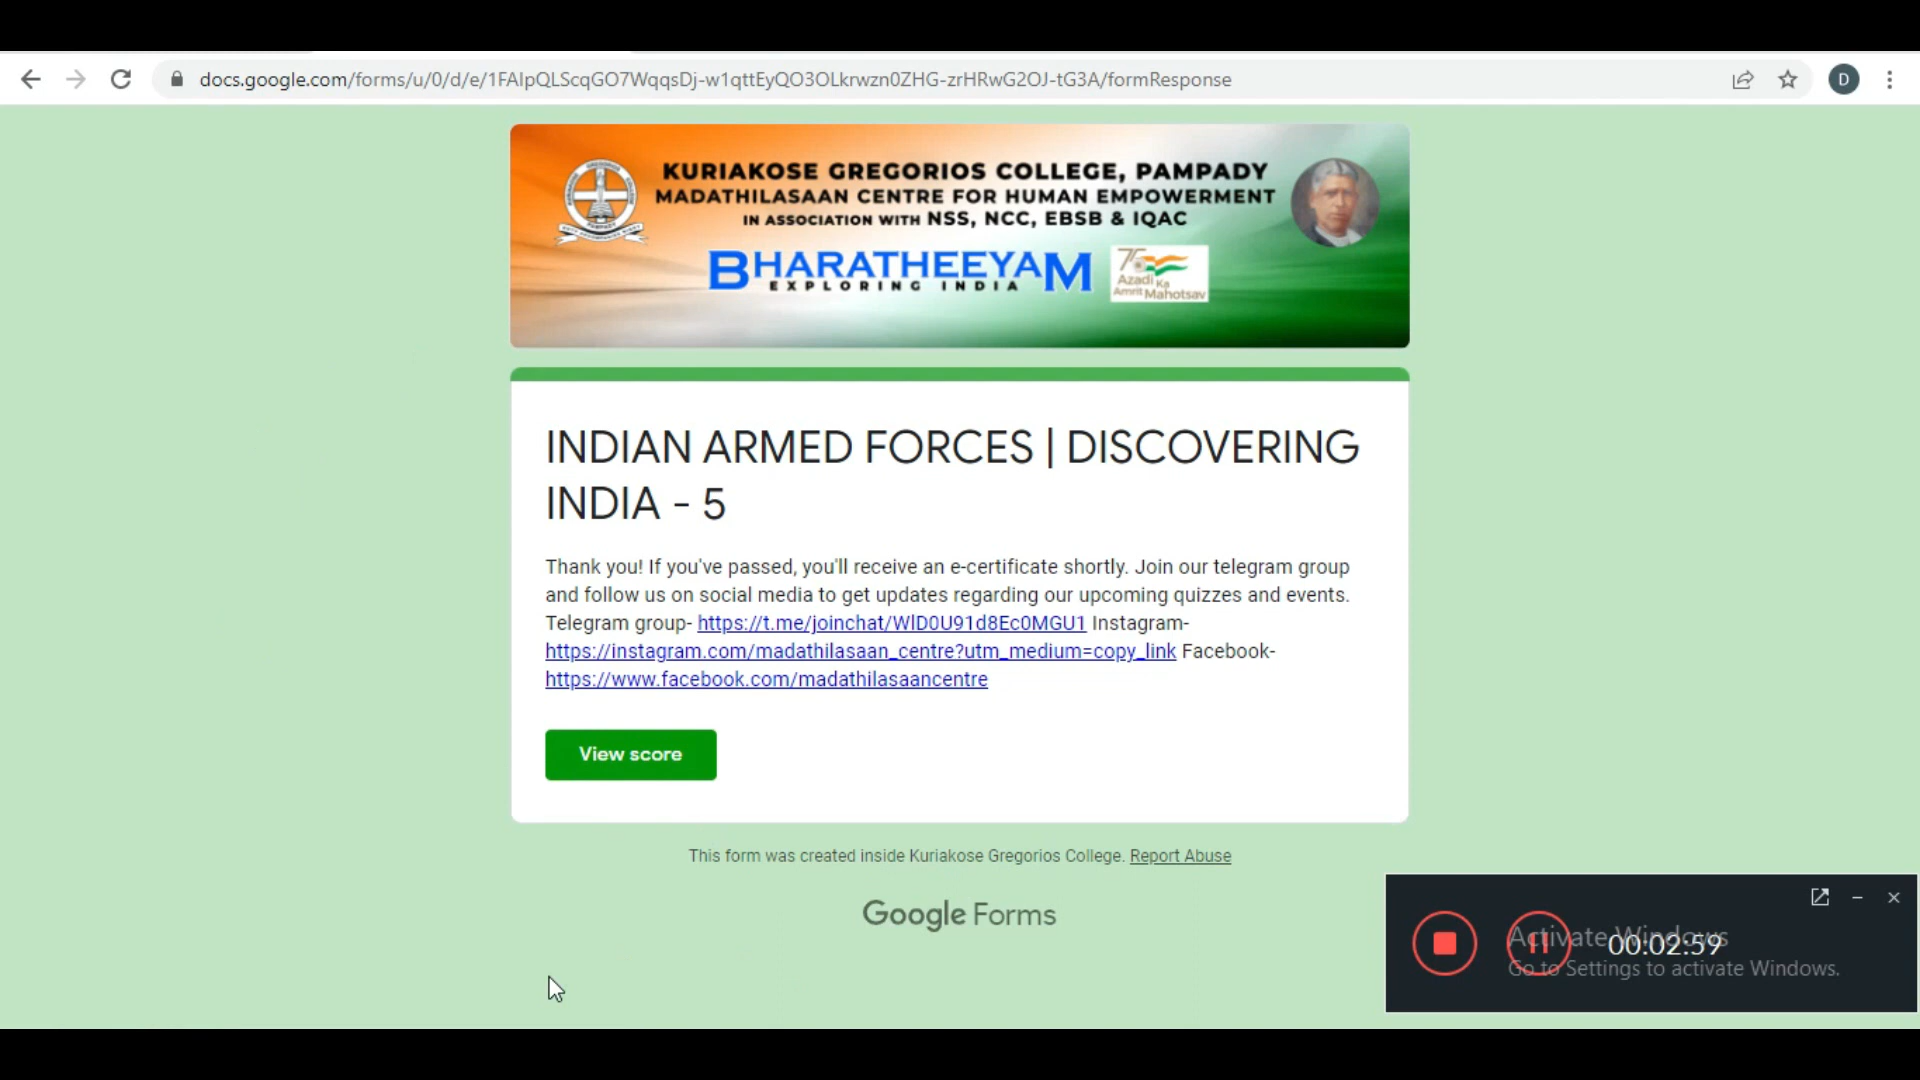 docs.google.com/forms/u/0/d/e/1FAIpQLScqGO7WqqsDj-w1qttEyQO3OLkrwzn0ZHG-zrHRwG2OJ-tG3A/formResponse
D
KURIAKOSE GREGORIOS COLLEGE, PAMPADY
MADATHILASAAN CENTRE FOR HUMAN EMPOWERMENT
IN ASSOCIATION WITH NSS, NCC, EBSB & IQAC
BHARATHEEYAM
EXPLORING INDIA
75
Azadi Ka
Amrit Mahotsav
INDIAN ARMED FORCES | DISCOVERING
INDIA - 5
Thank you! If you've passed, you'll receive an e-certificate shortly. Join our telegram group
and follow us on social media to get updates regarding our upcoming quizzes and events.
Telegram group- https://t.me/joinchat/WlD0U91d8Ec0MGU1 Instagram-
https://instagram.com/madathilasaan_centre?utm_medium=copy_link Facebook-
https://www.facebook.com/madathilasaancentre
View score
This form was created inside Kuriakose Gregorios College. Report Abuse
Google Forms
Activate Windows
00:02:59
Go to Settings to activate Windows.